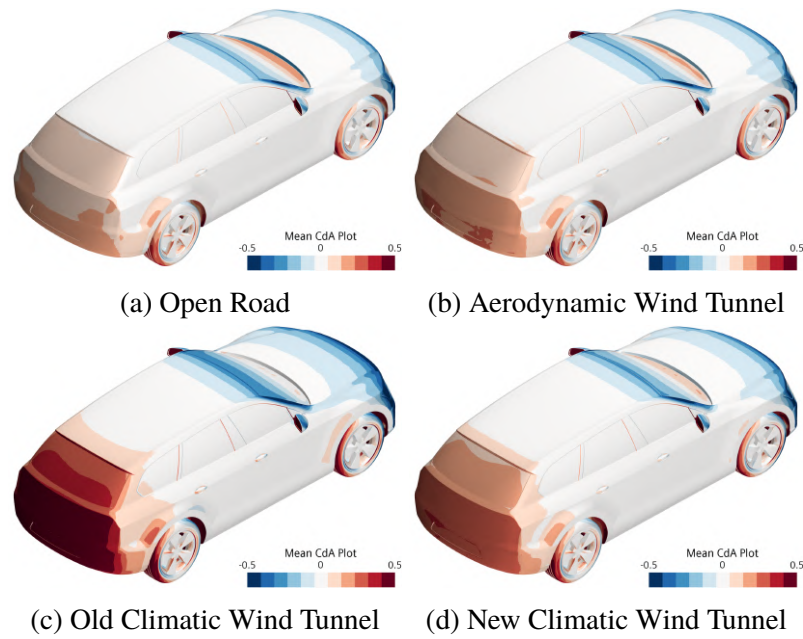 Mean CdA Plot
-0.5 0 0.5
Mean CdA Plot
-0.5 0 0.5
(a) Open Road
(b) Aerodynamic Wind Tunnel
Mean CdA Plot
-0.5 0 0.5
Mean CdA Plot
-0.5 0 0.5
(c) Old Climatic Wind Tunnel
(d) New Climatic Wind Tunnel